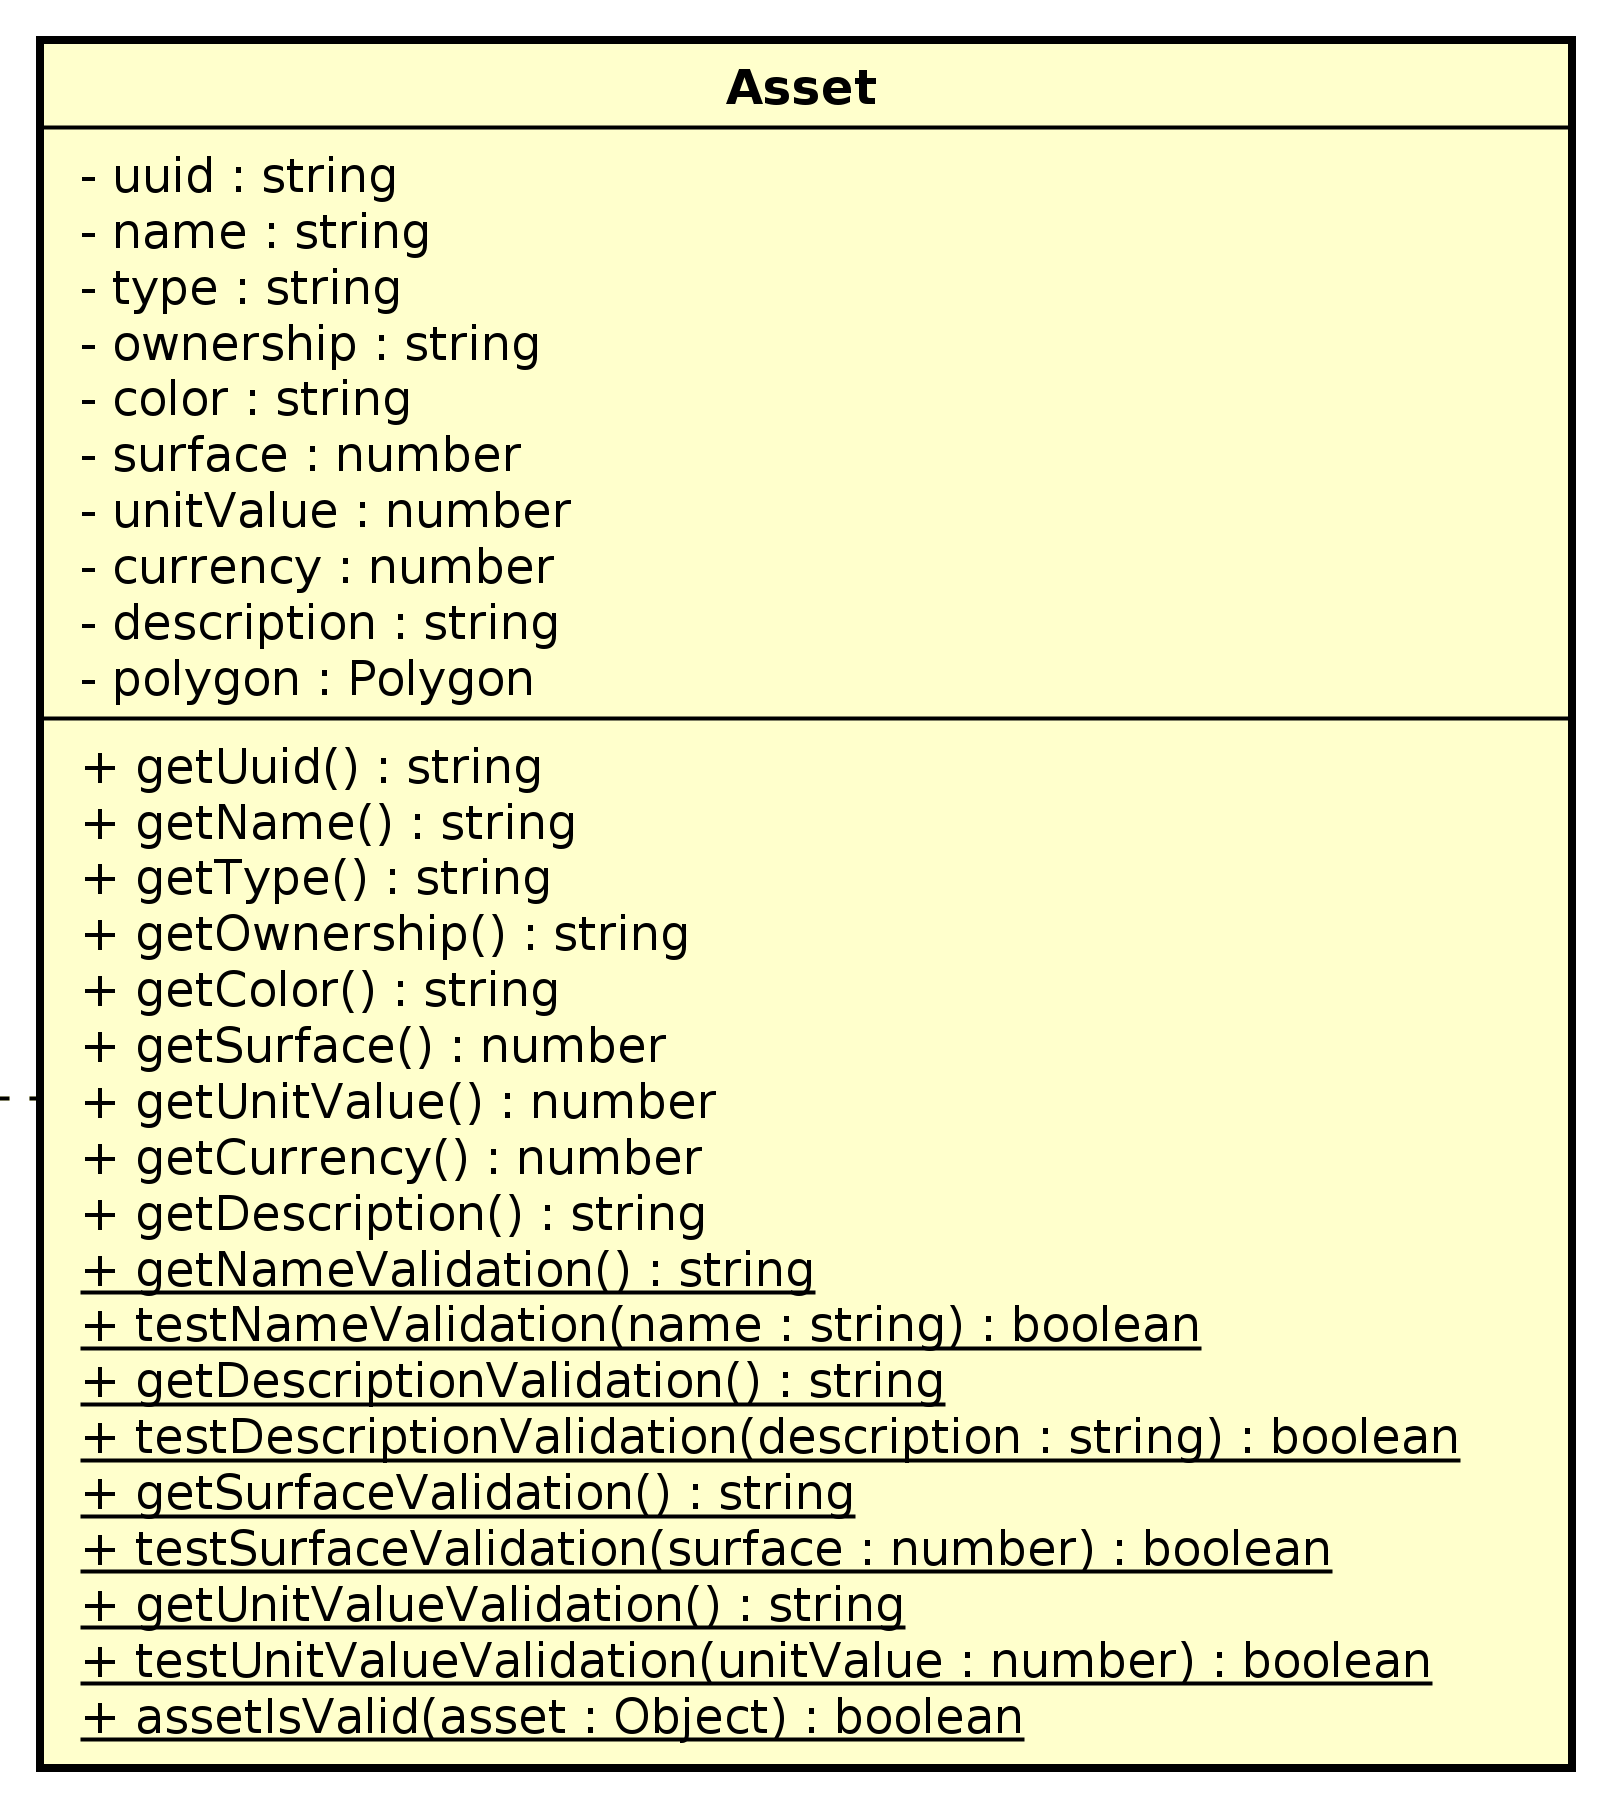 Asset
- uuid : string
- name : string
- type : string
- ownership : string
- color : string
- surface : number
- unitValue : number
- currency : number
- description : string
- polygon : Polygon
+ getUuid() : string
+ getName() : string
+ getType() : string
+ getOwnership() : string
+ getColor() : string
+ getSurface() : number
+ getUnitValue() : number
+ getCurrency() : number
+ getDescription() : string
+ getNameValidation() : string
+ testNameValidation(name : string) : boolean
+ getDescriptionValidation() : string
+ testDescriptionValidation(description : string) : boolean
+ getSurfaceValidation() : string
+ testSurfaceValidation(surface : number) : boolean
+ getUnitValueValidation() : string
+ testUnitValueValidation(unitValue : number) : boolean
+ assetIsValid(asset : Object) : boolean